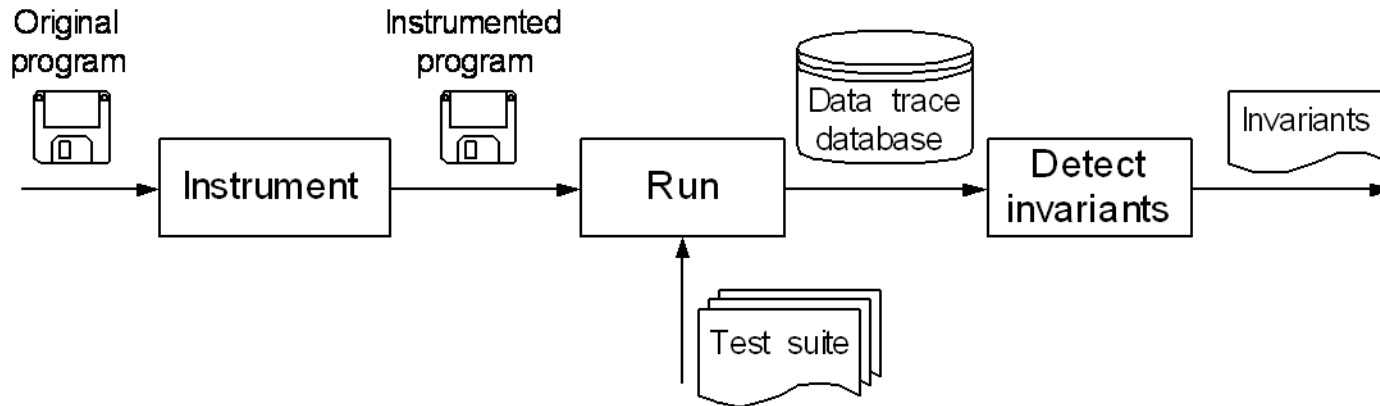 Original
program
Instrumented
program
Data trace
database
Invariants
Instrument
Run
Detect
invariants
Test suite